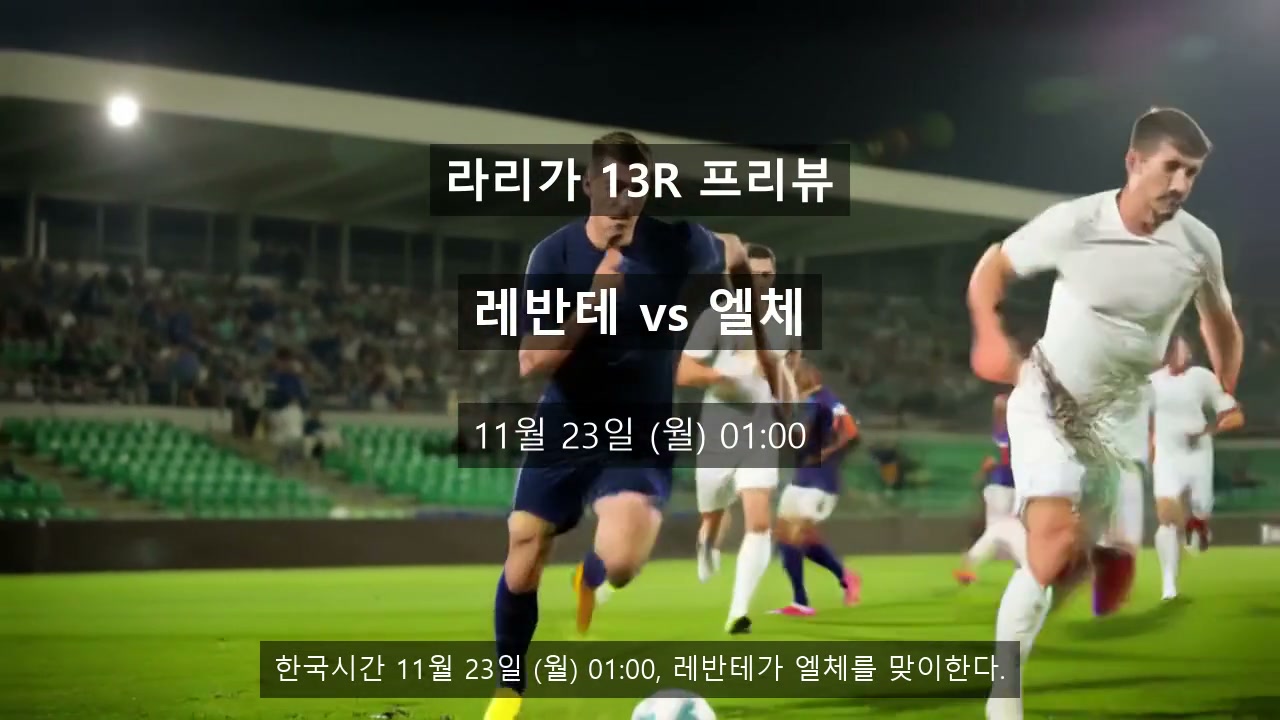 라리가 13R 프리뷰
레반테 vs 엘체
11월 23일 (월) 01:00
한국시간 11월 23일 (월) 01:00, 레반테가 엘체를 맞이한다.